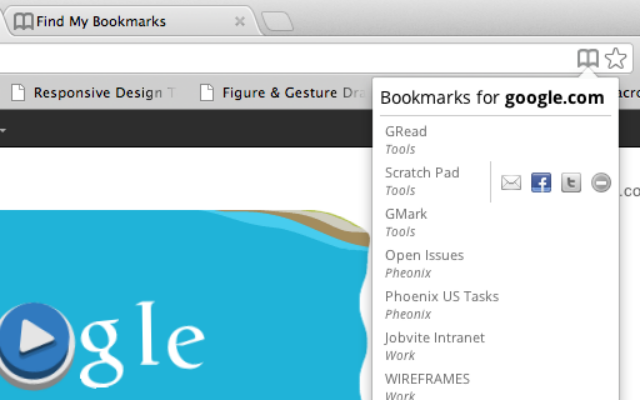 Find My Bookmarks
Responsive Design
Figure & Gesture
Bookmarks for google.com
GRead
Tools
Scratch Pad
Tools
GMark
Tools
Open Issues
Pheonix
Phoenix US Tasks
Pheonix
Jobvite Intranet
Work
WIREFRAMES
Work
gle